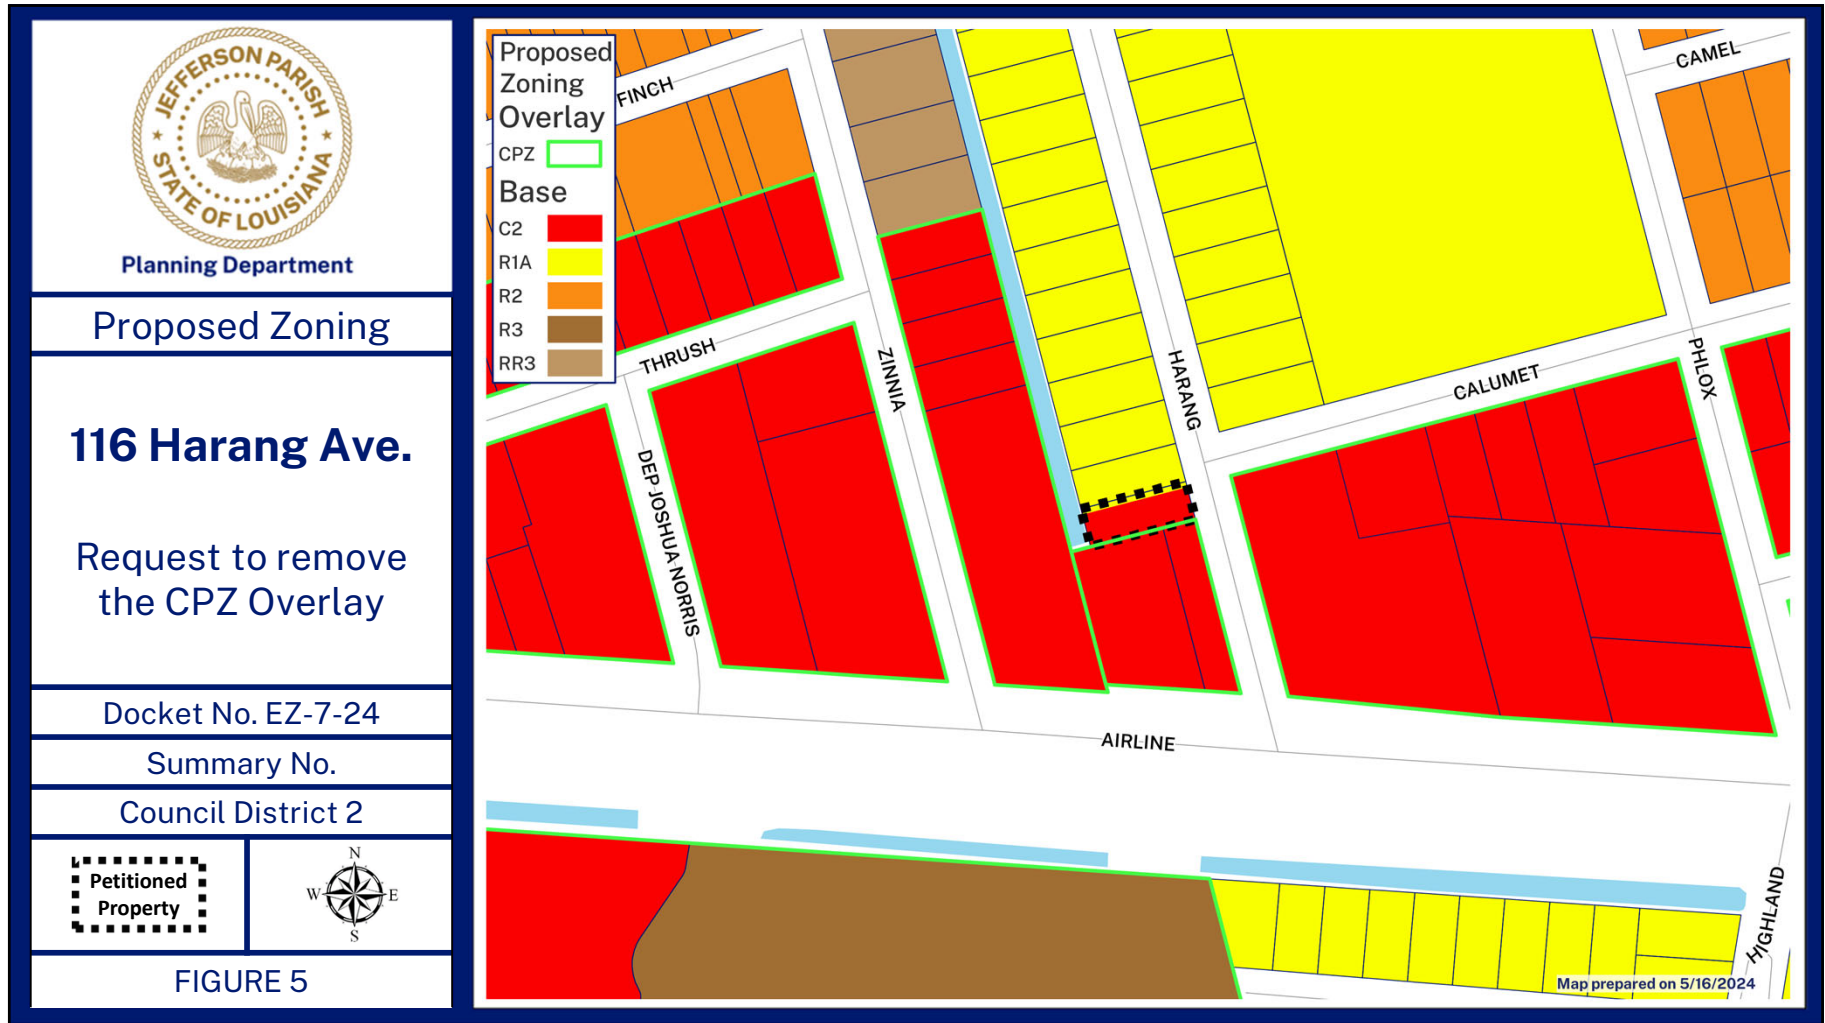 JEFFERSON PARISH
STATE OF LOUISIANA
Planning Department
Proposed Zoning
116 Harang Ave.
Request to remove
the CPZ Overlay
Docket No. EZ-7-24
Summary No.
Council District 2
Petitioned
Property
N
W
E
S
FIGURE 5
Proposed
Zoning
Overlay
CPZ
Base
C2
R1A
R2
R3
RR3
FINCH
CAMEL
THRUSH
ZINNIA
HARANG
PHLOX
CALUMET
DEP JOSHUA NORRIS
AIRLINE
HIGHLAND
Map prepared on 5/16/2024